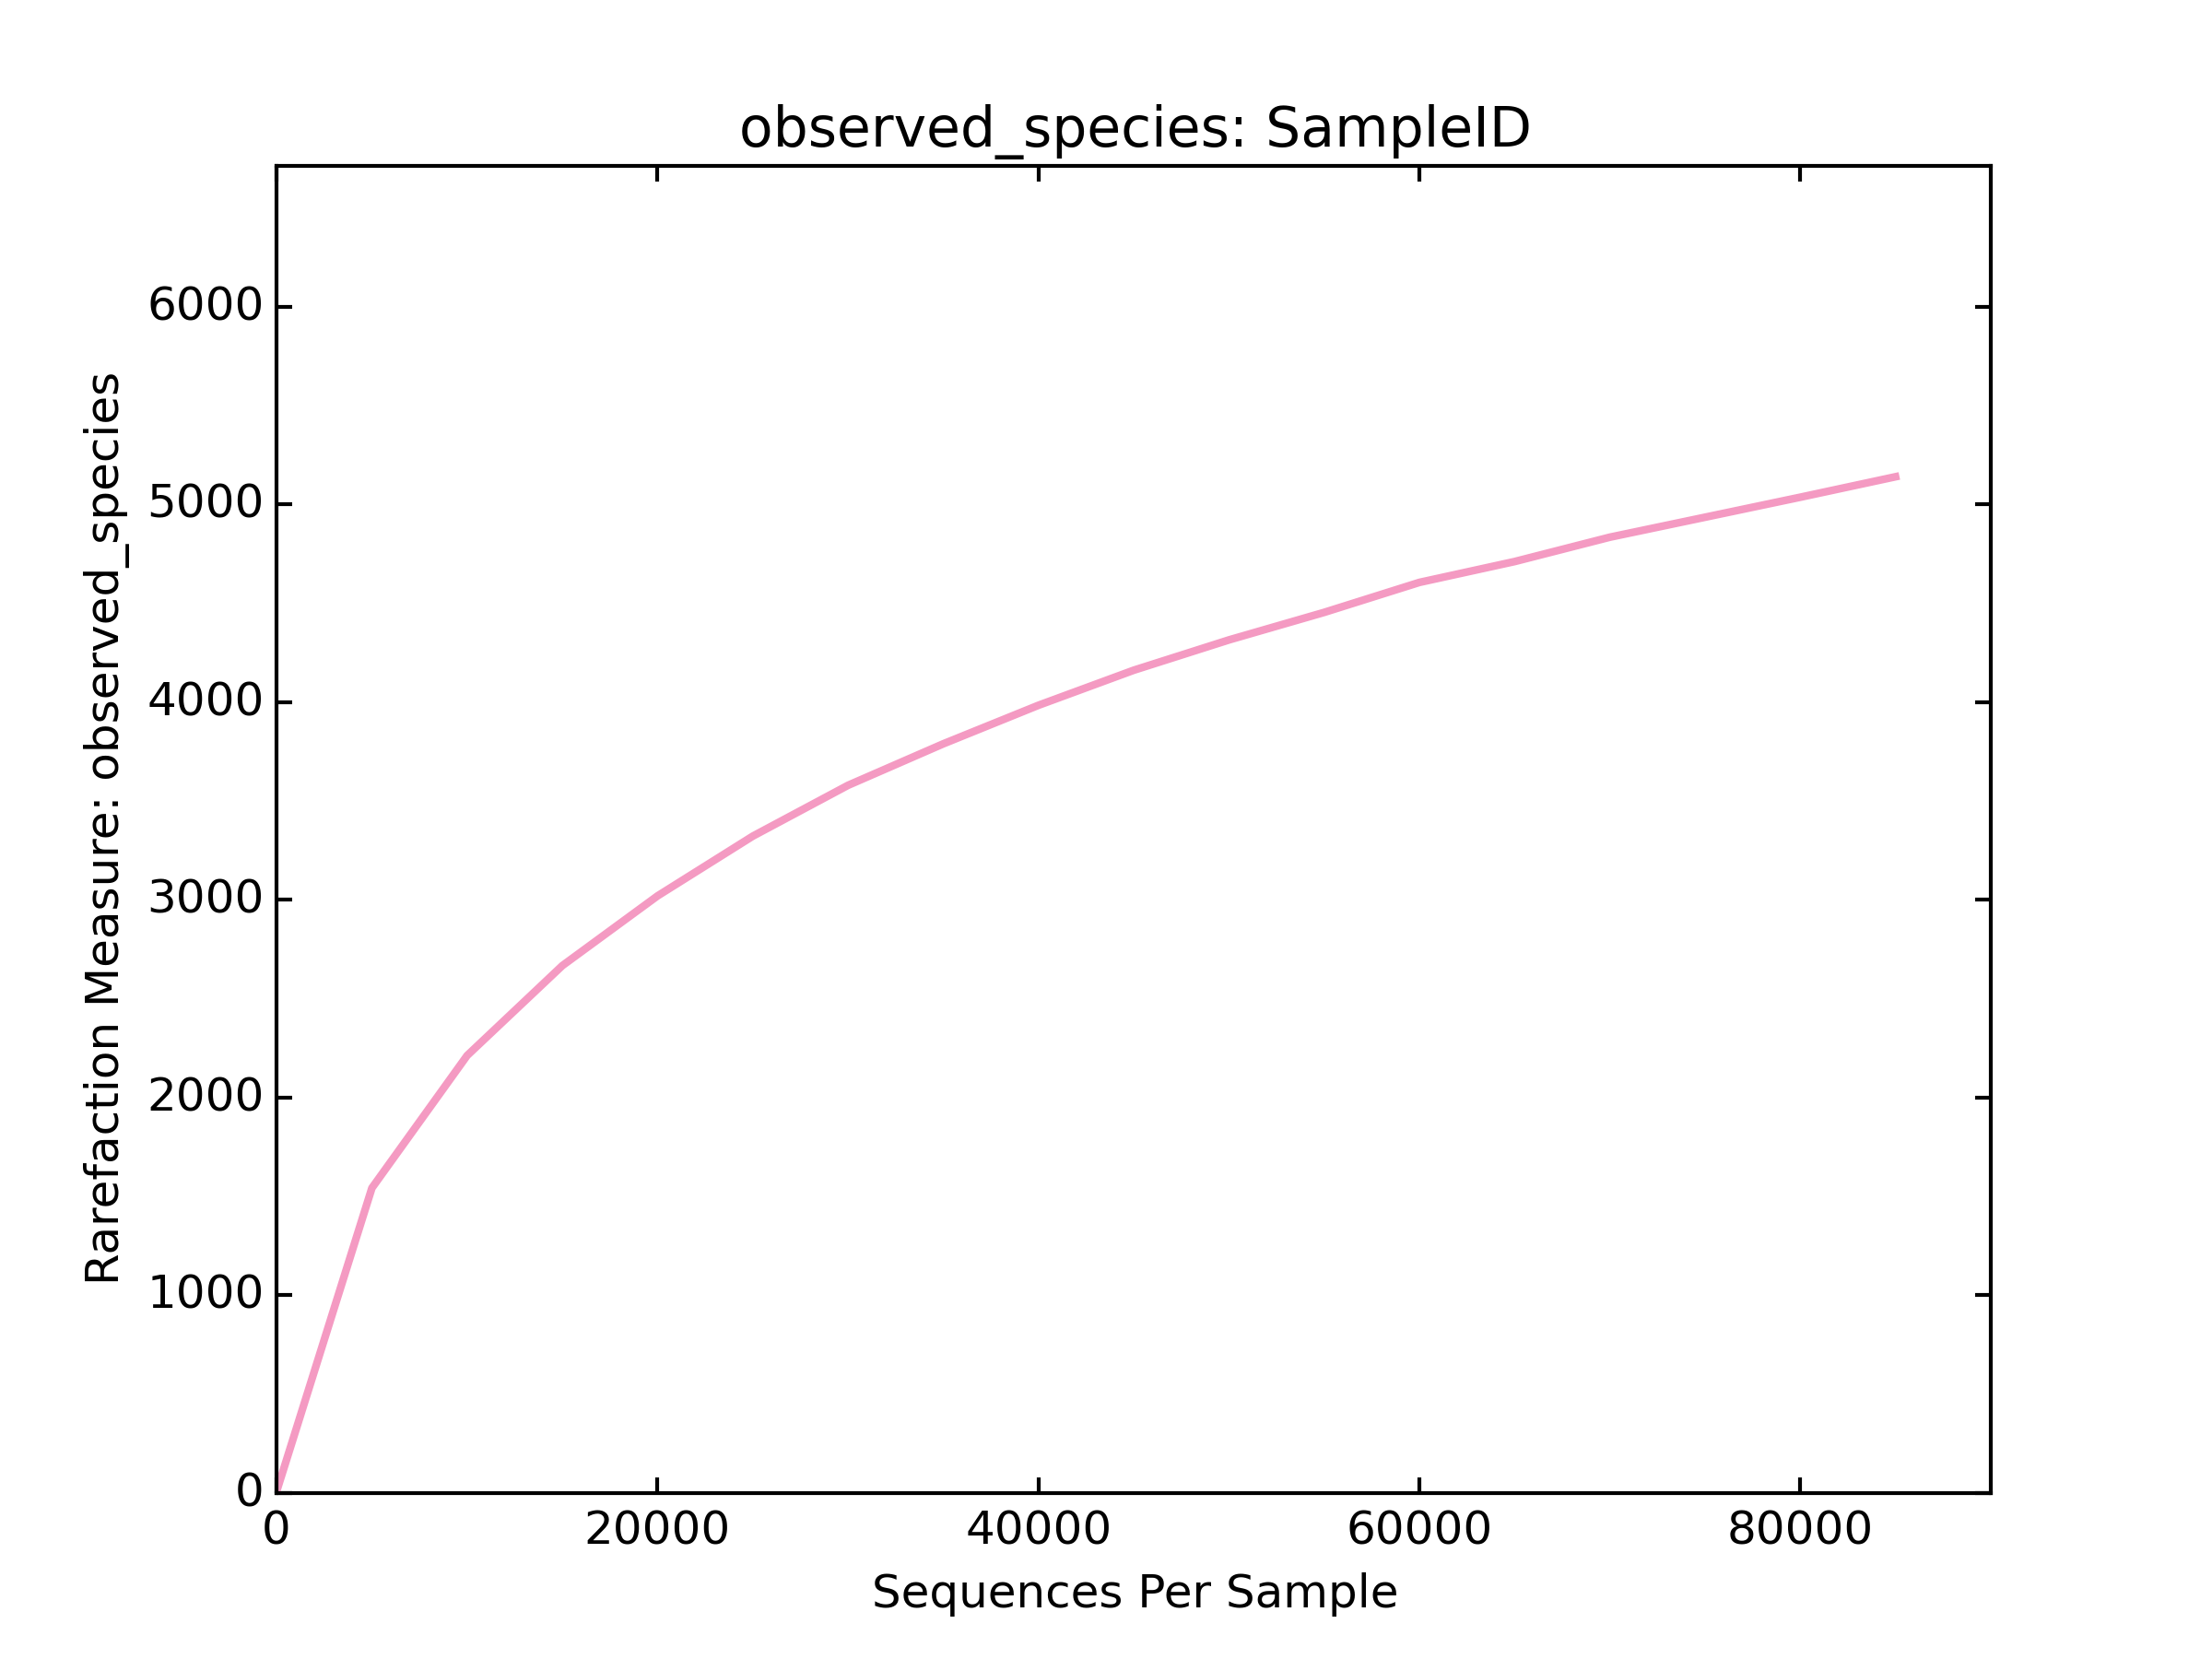 observed_species: SampleID
Rarefaction Measure: observed_species
6000
5000
4000
3000
2000
1000
0
0 20000 40000 60000 80000
Sequences Per Sample